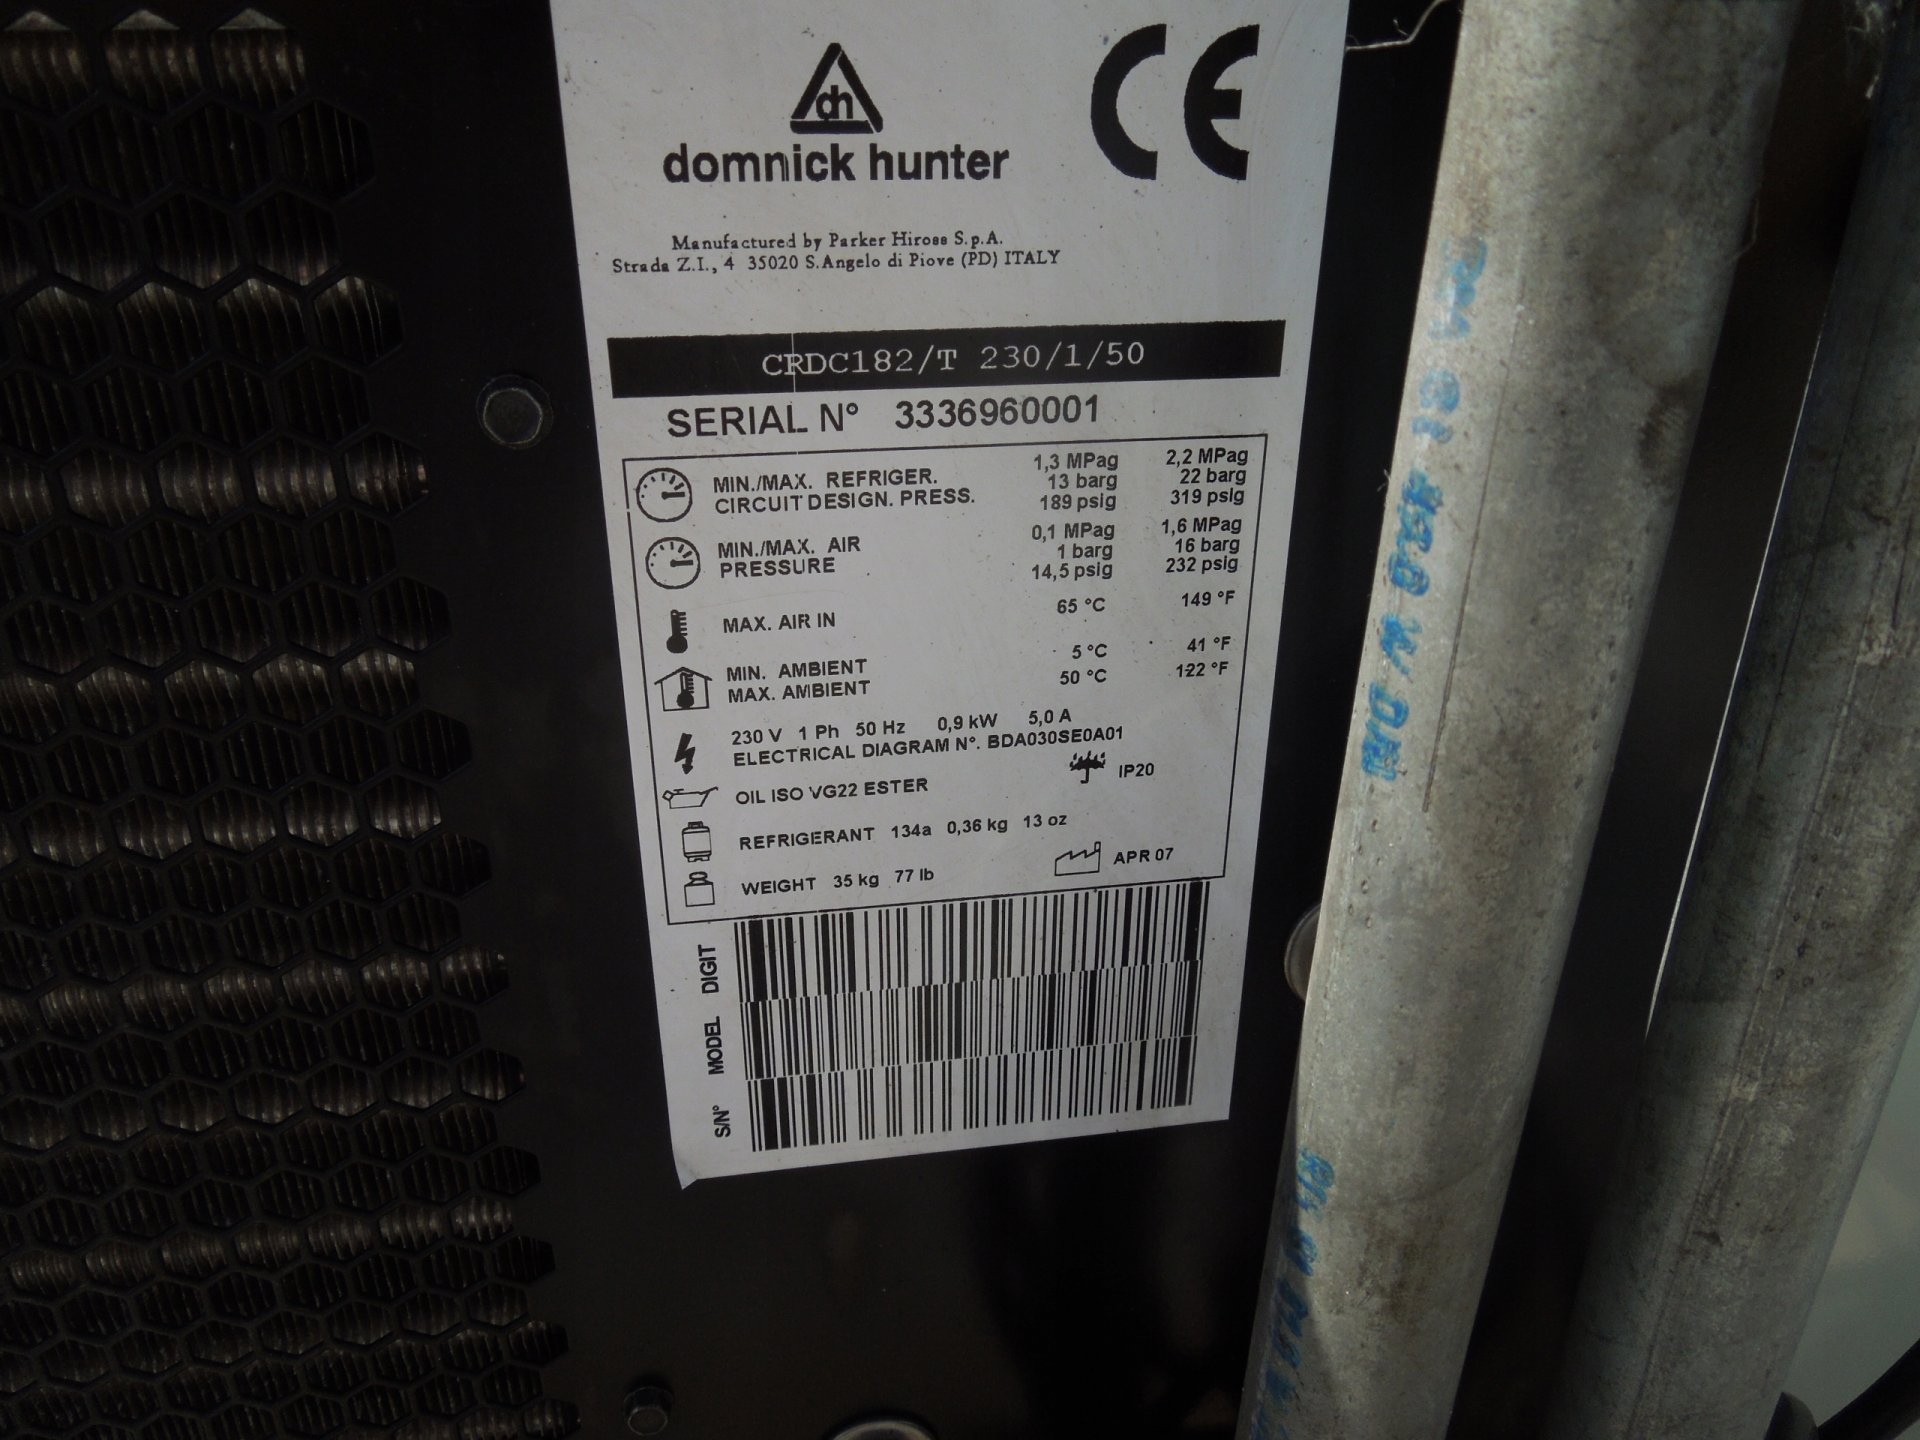 dh
CE
domnick hunter
Manufactured by Parker Hiross S.p.A.
Strada Z.I., 4 35020 S.Angelo di Piove (PD) ITALY
CRDC182/T 230/1/50
SERIAL N° 3336960001
MIN./MAX. REFRIGER. 1,3 MPag 2,2 MPag
CIRCUIT DESIGN. PRESS. 13 barg 22 barg
189 psig 319 psig
MIN./MAX. AIR 0,1 MPag 1,6 MPag
PRESSURE 1 barg 16 barg
14,5 psig 232 psig
MAX. AIR IN 65 °C 149 °F
MIN. AMBIENT 5 °C 41 °F
MAX. AMBIENT 50 °C 122 °F
230 V 1 Ph 50 Hz 0,9 kW 5,0 A
ELECTRICAL DIAGRAM N°. BDA030SE0A01
OIL ISO VG22 ESTER IP20
REFRIGERANT 134a 0,36 kg 13 oz
WEIGHT 35 kg 77 lb APR 07
DIGIT
MODEL
S/N°